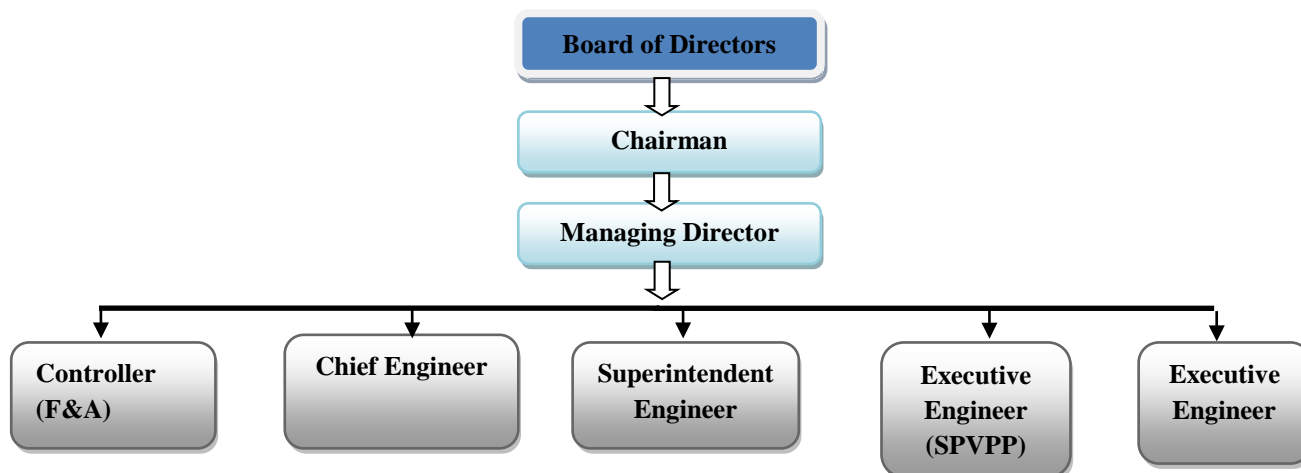 Board of Directors
Chairman
Managing Director
Controller
(F&A)
Chief Engineer
Superintendent
Engineer
Executive
Engineer
(SPVPP)
Executive
Engineer